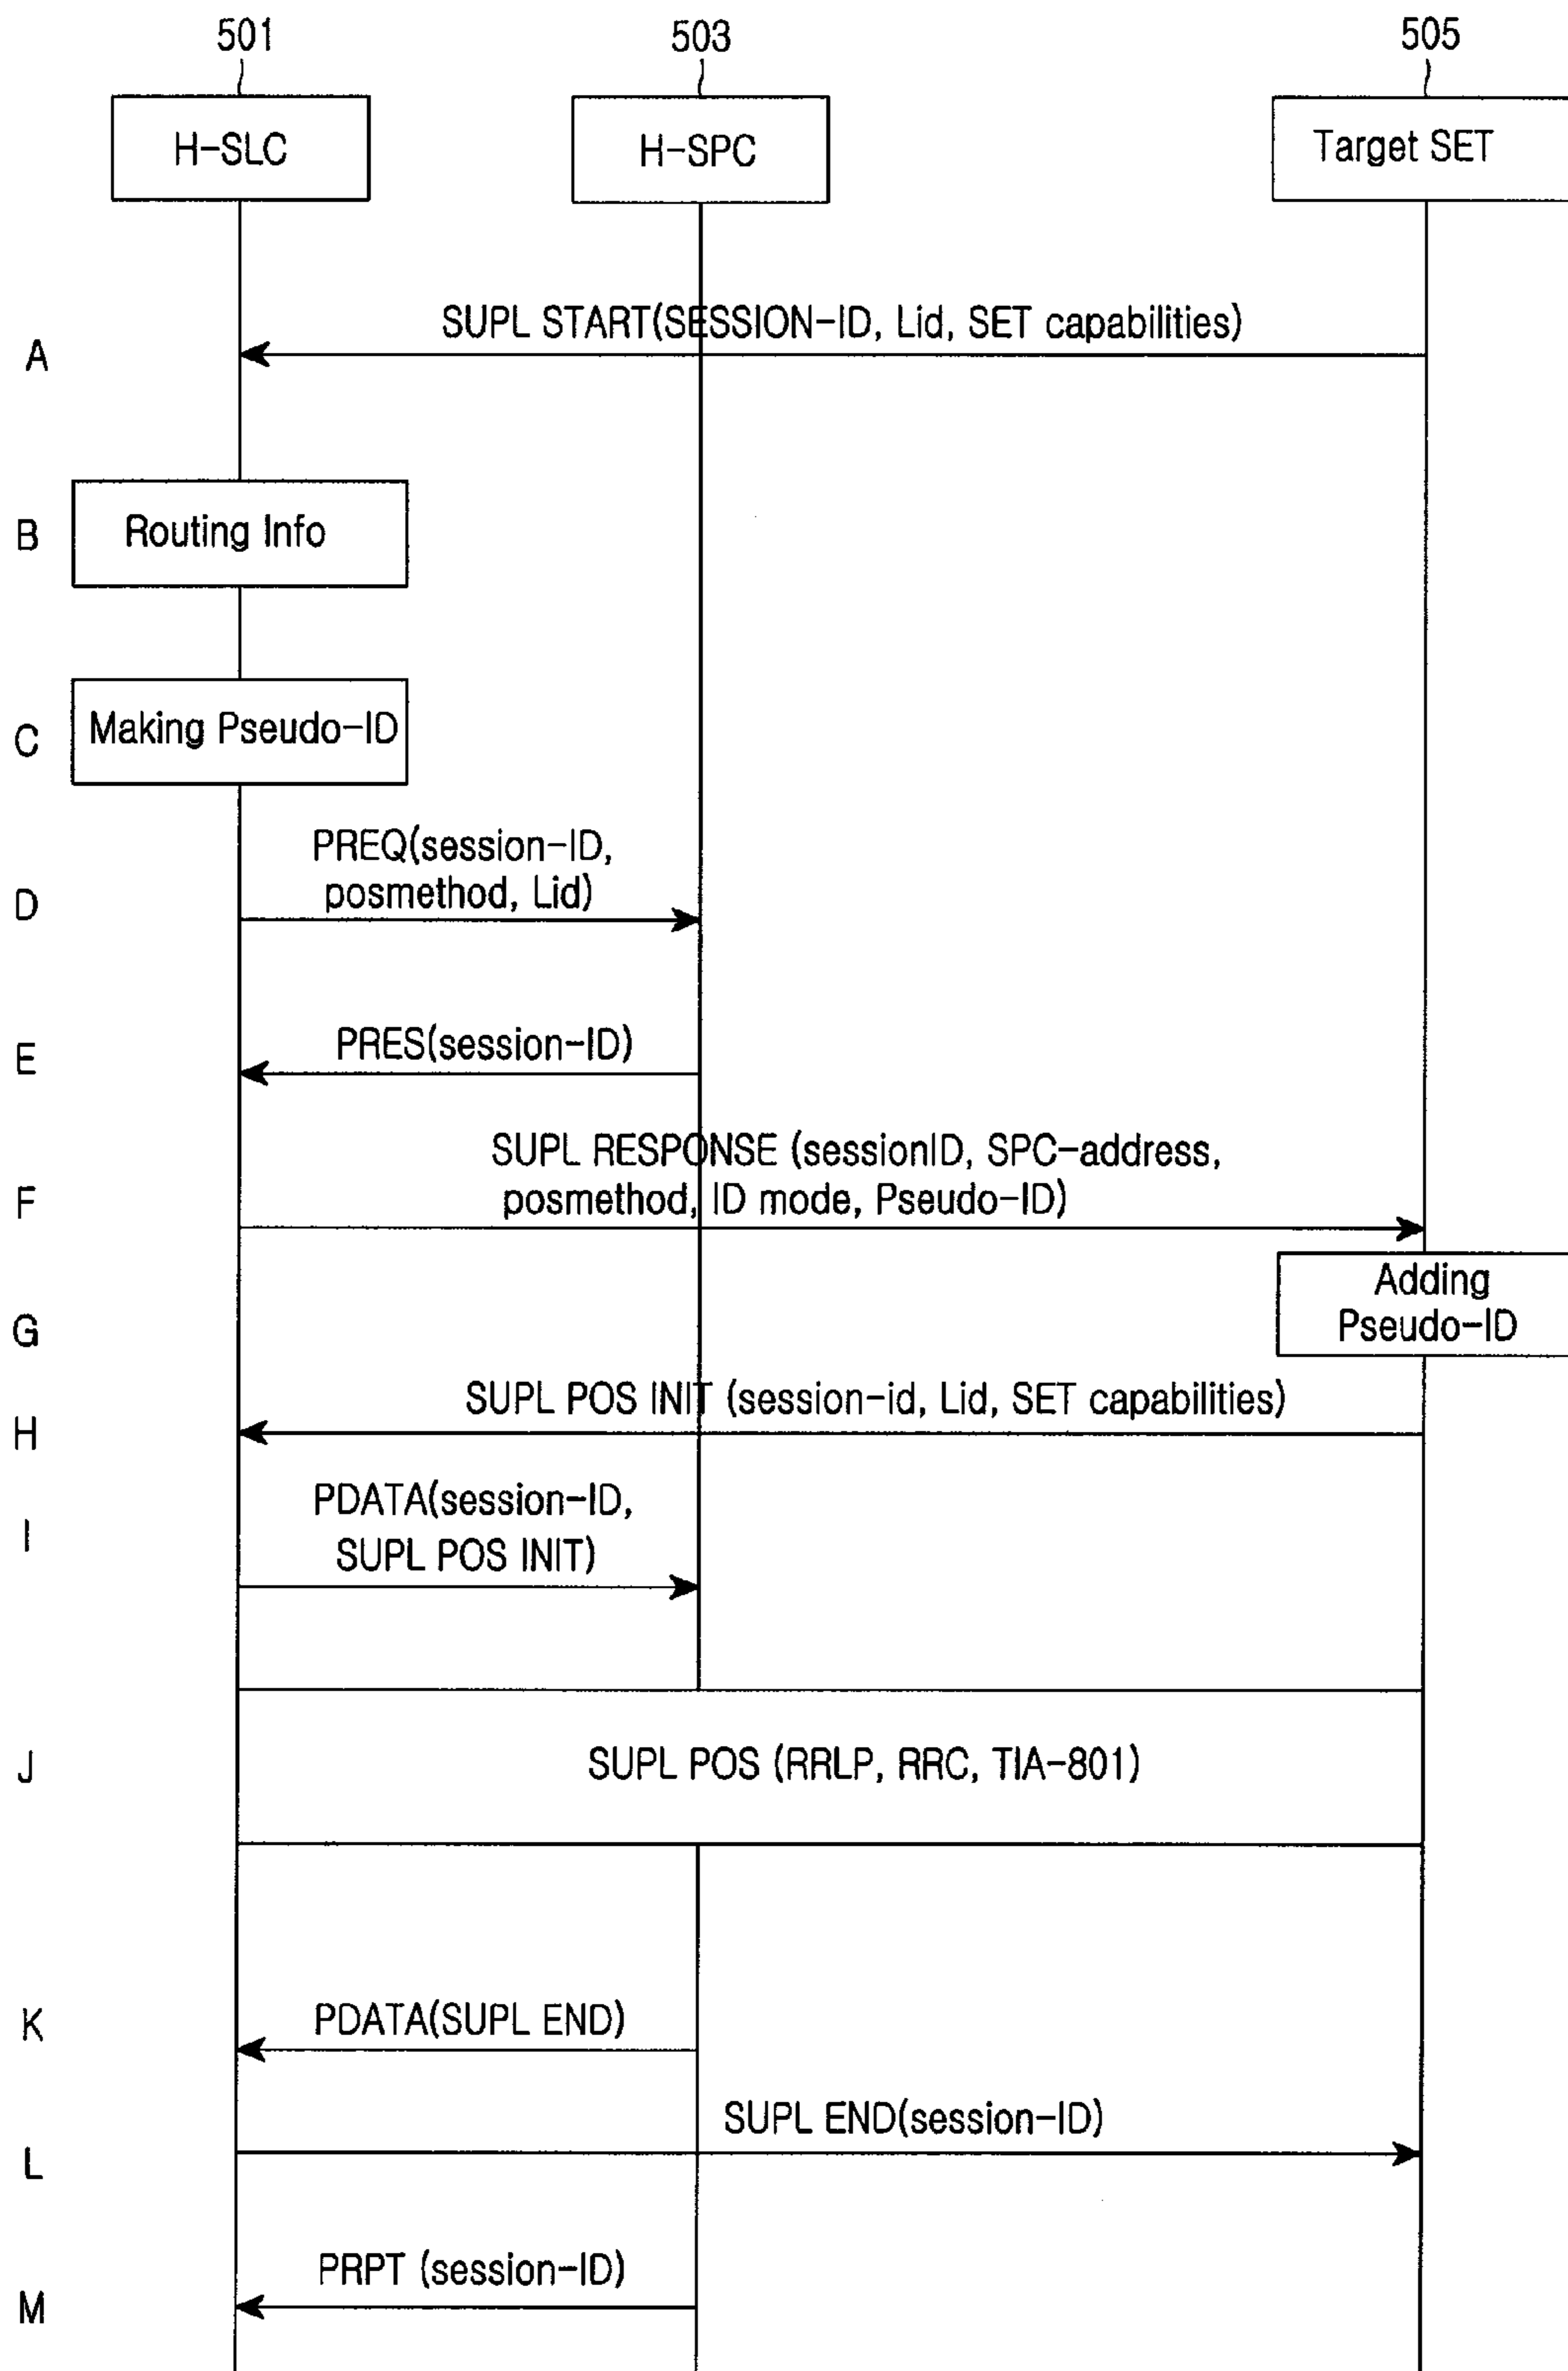 501
503
505
H-SLC
H-SPC
Target SET
SUPL START(SESSION-ID, Lid, SET capabilities)
A
B
Routing Info
C
Making Pseudo-ID
PREQ(session-ID,
posmethod, Lid)
D
PRES(session-ID)
E
SUPL RESPONSE (sessionID, SPC-address,
posmethod, ID mode, Pseudo-ID)
F
Adding
Pseudo-ID
G
SUPL POS INIT (session-id, Lid, SET capabilities)
H
PDATA(session-ID,
SUPL POS INIT)
I
J
SUPL POS (RRLP, RRC, TIA-801)
K
PDATA(SUPL END)
SUPL END(session-ID)
L
PRPT (session-ID)
M